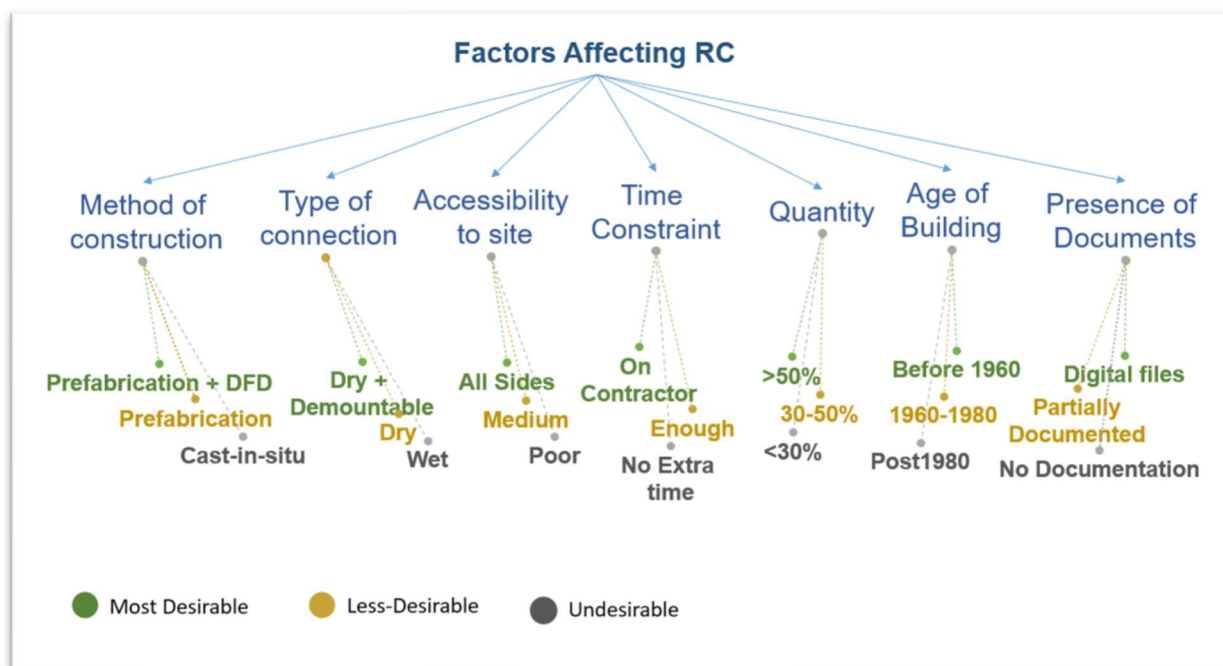 Factors Affecting RC
Method of
construction
Type of
connection
Accessibility
to site
Time
Constraint
Quantity
Age of
Building
Presence of
Documents
Prefabrication + DFD
Prefabrication
Cast-in-situ
Dry +
Demountable
Dry
Wet
All Sides
Medium
Poor
On
Contractor
Enough
No Extra
time
>50%
30-50%
<30%
Before 1960
1960-1980
Post1980
Digital files
Partially
Documented
No Documentation
Most Desirable
Less-Desirable
Undesirable